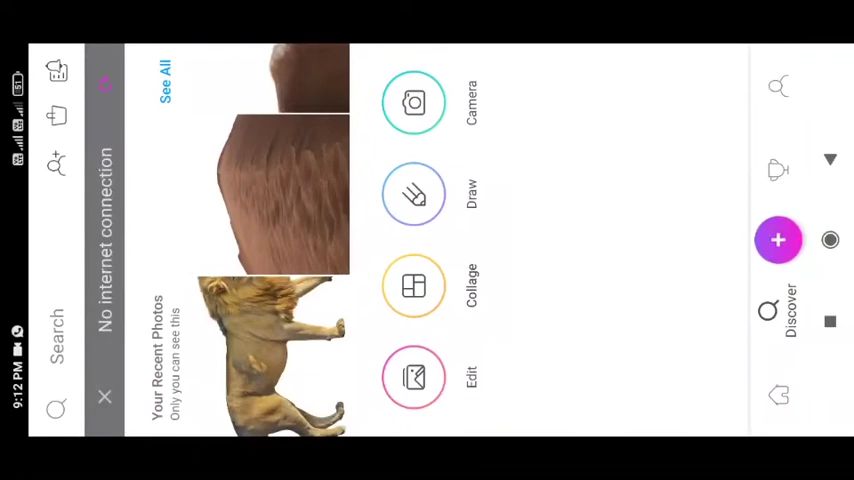 9:12 PM
51
Search
No internet connection
Your Recent Photos
Only you can see this
See All
Edit
Collage
Draw
Camera
Discover